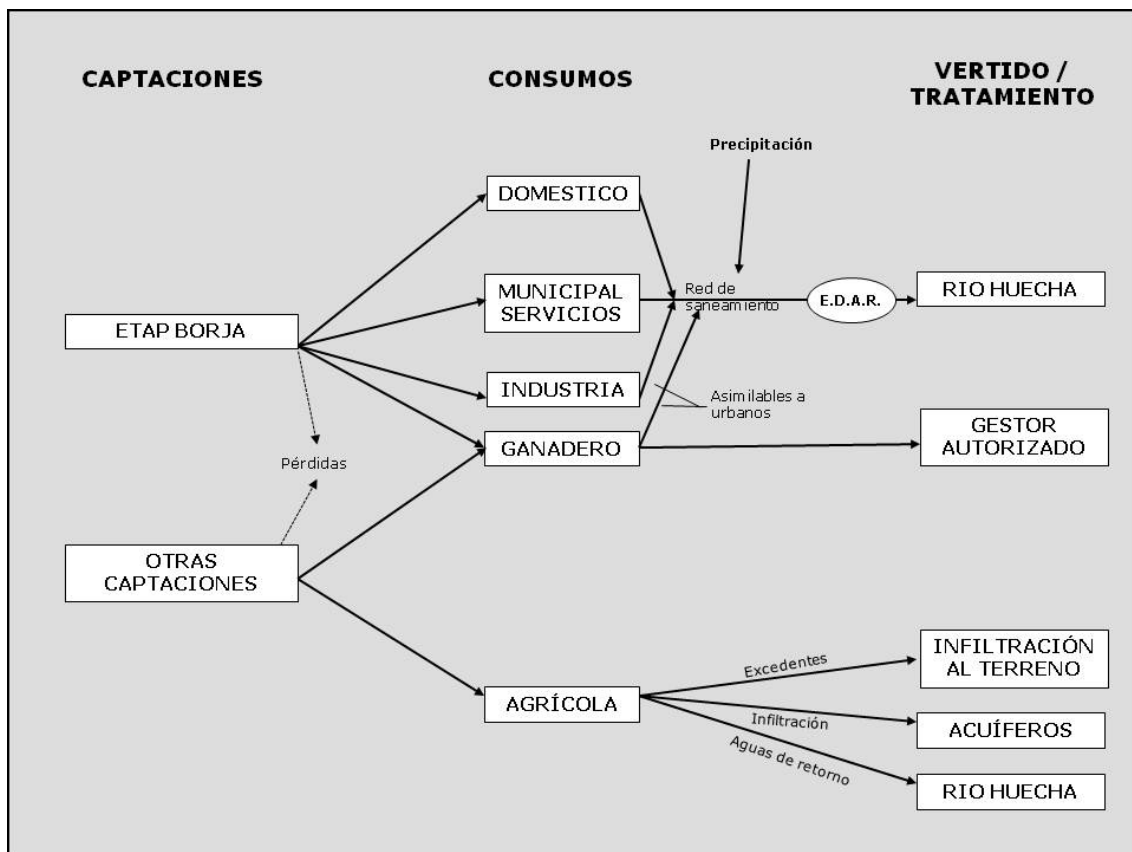 CAPTACIONES
CONSUMOS
VERTIDO /
TRATAMIENTO
Precipitación
DOMESTICO
MUNICIPAL
SERVICIOS
Red de
saneamiento
E.D.A.R.
RIO HUECHA
ETAP BORJA
INDUSTRIA
Asimilables a
urbanos
GANADERO
GESTOR
AUTORIZADO
Pérdidas
OTRAS
CAPTACIONES
AGRÍCOLA
Excedentes
Infiltración
Aguas de retorno
INFILTRACIÓN
AL TERRENO
ACUÍFEROS
RIO HUECHA